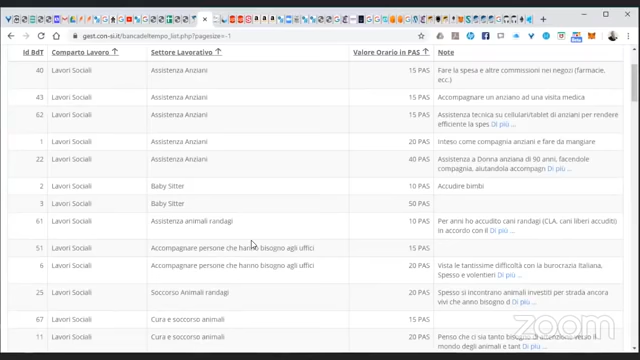 gest.con-si.it/bancadeltempo_list.php?pagesize=-1
Id BdT Comparto Lavoro Settore Lavorativo Valore Orario in PAS Note
40 Lavori Sociali Assistenza Anziani 15 PAS Fare la spesa e altre commissioni nei negozi (farmacie,
ecc.)
43 Lavori Sociali Assistenza Anziani 15 PAS Accompagnare un anziano ad una visita medica
62 Lavori Sociali Assistenza Anziani 15 PAS Assistenza tecnica su cellulari/tablet di anziani per rendere
efficiente la spes Di più ...
1 Lavori Sociali Assistenza Anziani 20 PAS Inteso come compagnia anziani e fare da mangiare
22 Lavori Sociali Assistenza Anziani 40 PAS Assistenza a Donna anziana di 90 anni, facendole
compagnia, aiutandola accompagn Di più ...
2 Lavori Sociali Baby Sitter 10 PAS Accudire bimbi
3 Lavori Sociali Baby Sitter 50 PAS
61 Lavori Sociali Assistenza animali randagi 10 PAS Per anni ho accudito cani randagi (CLA, cani liberi accuditi)
in accordo con il Di più ...
51 Lavori Sociali Accompagnare persone che hanno bisogno agli uffici 15 PAS
6 Lavori Sociali Accompagnare persone che hanno bisogno agli uffici 20 PAS Vista le tantissime difficoltà con la burocrazia Italiana,
Spesso e volentieri Di più ...
25 Lavori Sociali Soccorso Animali randagi 20 PAS Spesso si incontrano animali investiti per strada ancora
vivi che anno bisogno d Di più ...
67 Lavori Sociali Cura e soccorso animali 15 PAS
11 Lavori Sociali Cura e soccorso animali 20 PAS Penso che ci sia tanto bisogno di attenzione verso il
mondo degli animali e tant Di più ...
zoom